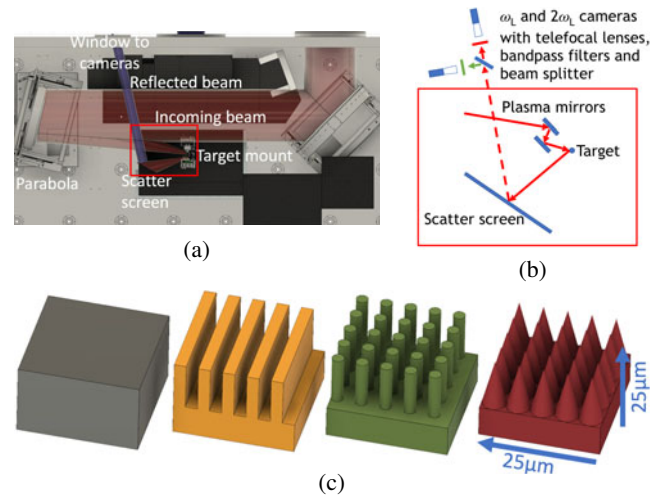 Window to
cameras
Reflected beam
Incoming beam
Target mount
Parabola
Scatter
screen
(a)
ω_L and 2ω_L cameras
with telefocal lenses,
bandpass filters and
beam splitter
Plasma mirrors
Target
Scatter screen
(b)
25μm
25μm
(c)